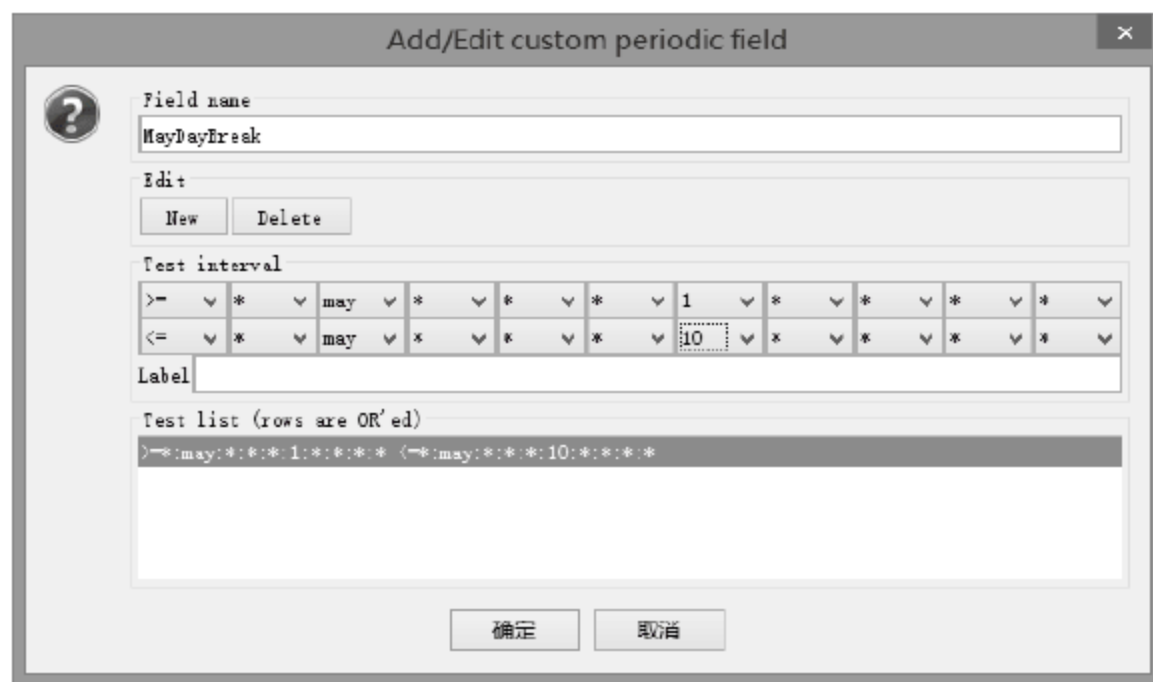 Add/Edit custom periodic field
Field name
MayDayBreak
Edit
New Delete
Test interval
>= * may * * * 1 * * * *
<= * may * * * 10 * * * *
Label
Test list (rows are OR'ed)
>=*:may:*:*:*:1:*:*:*:* <=*:may:*:*:*:10:*:*:*:*
确定 取消